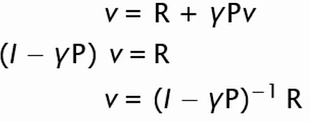 v = R + γPv
(I − γP) v = R
v = (I − γP)⁻¹ R